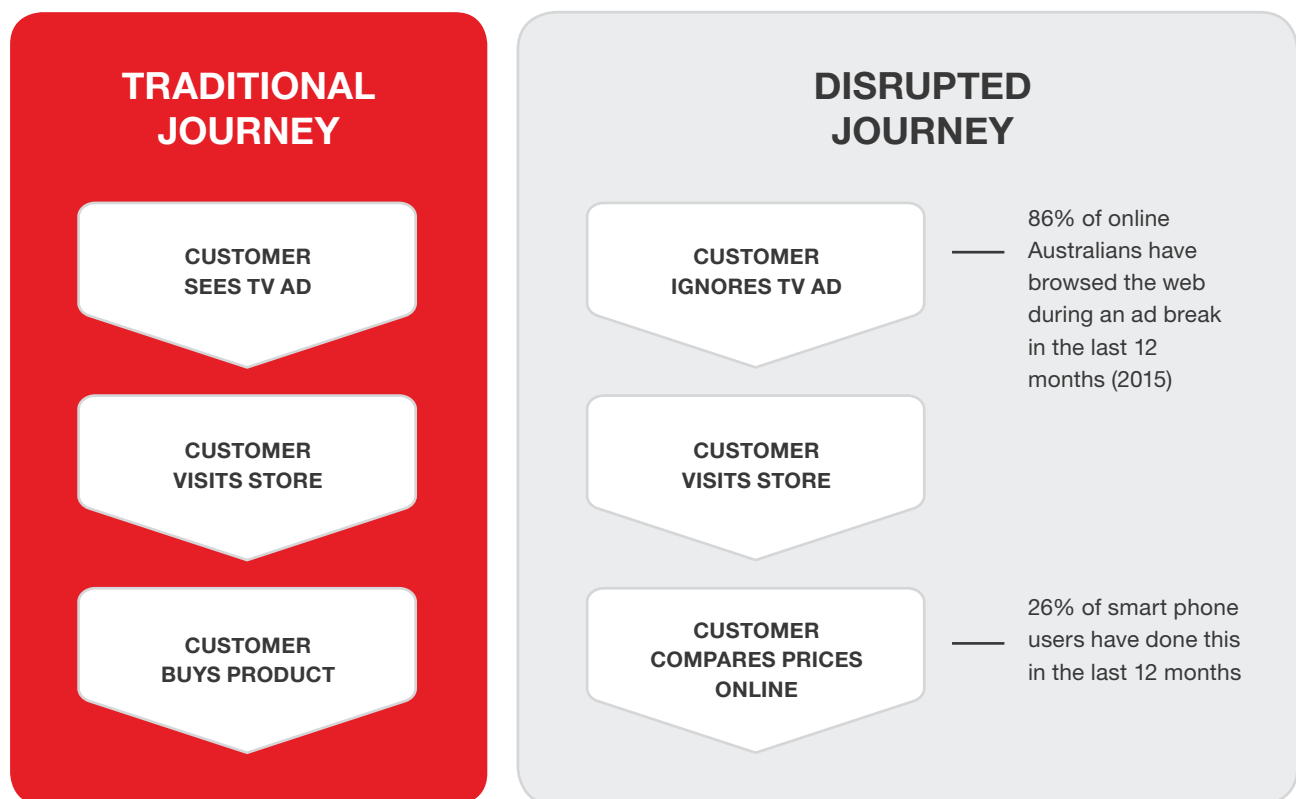 TRADITIONAL
JOURNEY
CUSTOMER
SEES TV AD
CUSTOMER
VISITS STORE
CUSTOMER
BUYS PRODUCT
DISRUPTED
JOURNEY
CUSTOMER
IGNORES TV AD
86% of online
Australians have
browsed the web
during an ad break
in the last 12
months (2015)
CUSTOMER
VISITS STORE
CUSTOMER
COMPARES PRICES
ONLINE
26% of smart phone
users have done this
in the last 12 months